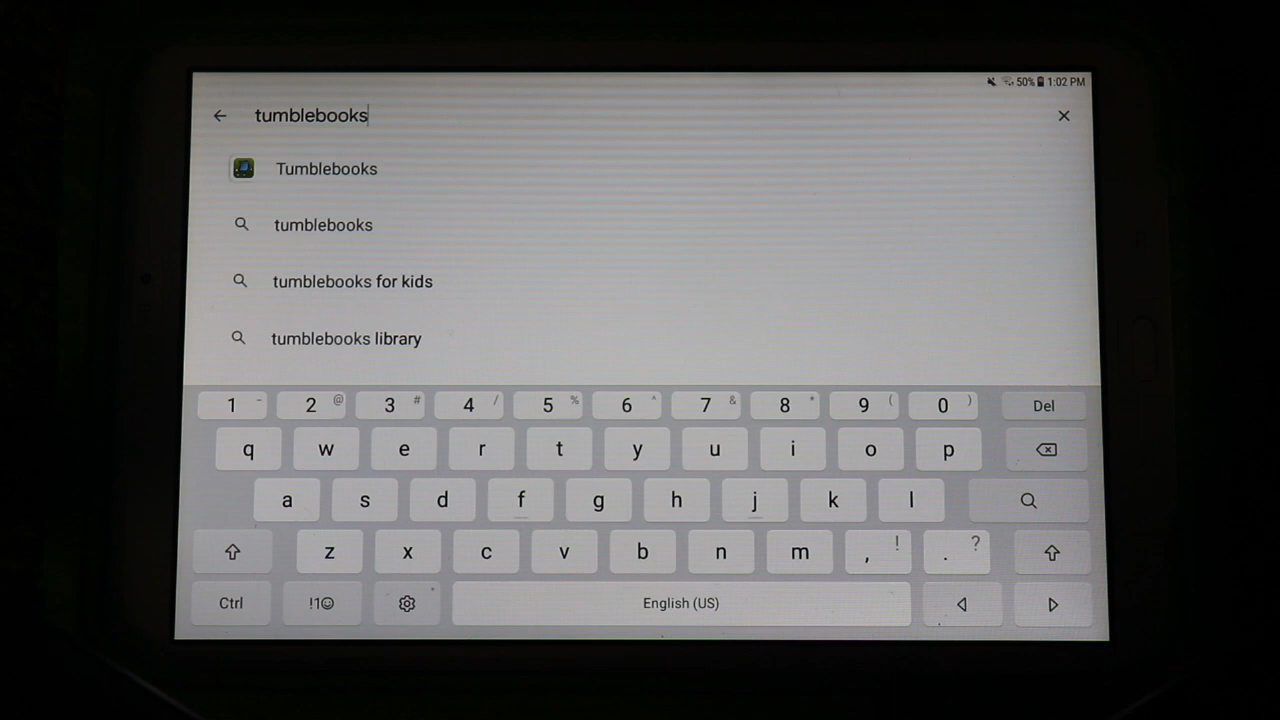 50% 1:02 PM
tumblebooks
Tumblebooks
tumblebooks
tumblebooks for kids
tumblebooks library
1 - 2 @ 3 # 4 / 5 % 6 ^ 7 & 8 * 9 ( 0 ) Del
q w e r t y u i o p
a s d f g h j k l
z x c v b n m , ! . ?
Ctrl !1☺ English (US)